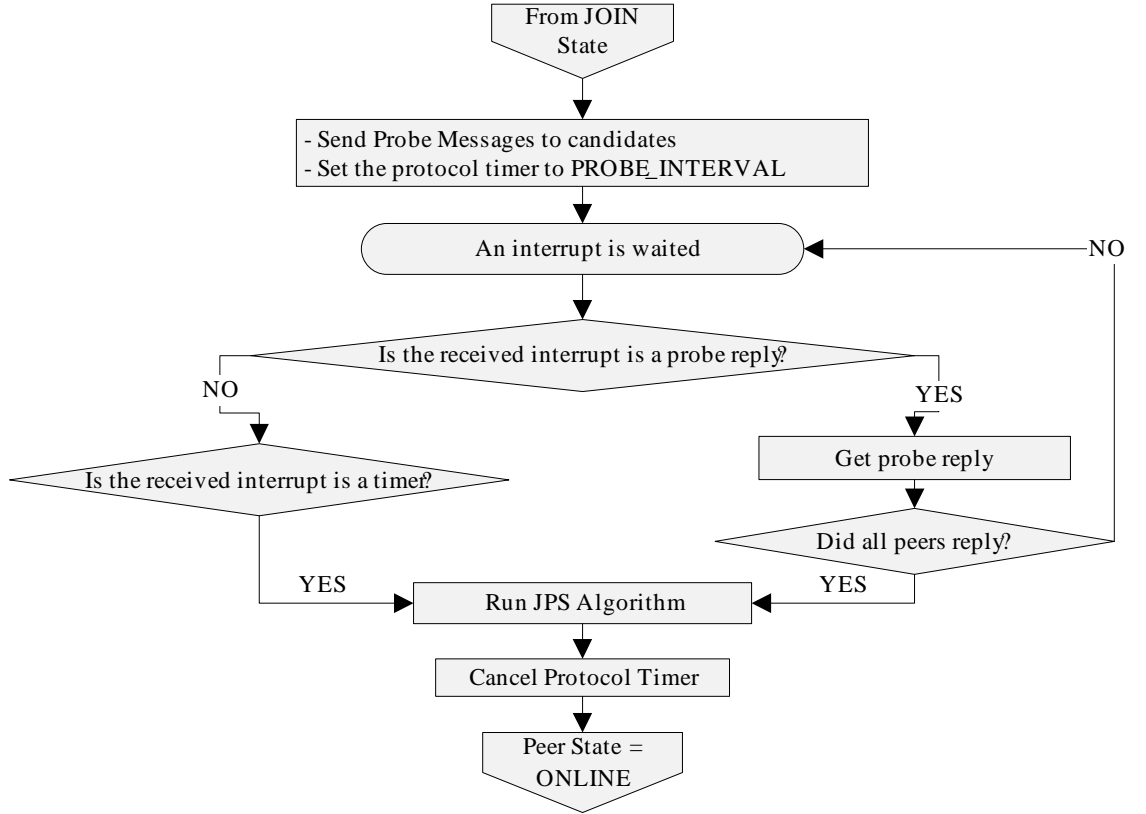 From JOIN
State
- Send Probe Messages to candidates
- Set the protocol timer to PROBE_INTERVAL
An interrupt is waited
NO
Is the received interrupt is a probe reply?
NO
YES
Get probe reply
Is the received interrupt is a timer?
Did all peers reply?
YES
YES
Run JPS Algorithm
Cancel Protocol Timer
Peer State =
ONLINE